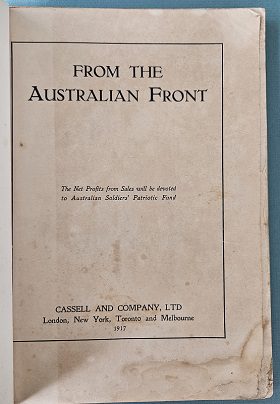 FROM THE
AUSTRALIAN FRONT
The Net Profits from Sales will be devoted
to Australian Soldiers' Patriotic Fund
CASSELL AND COMPANY, LTD
London, New York, Toronto and Melbourne
1917